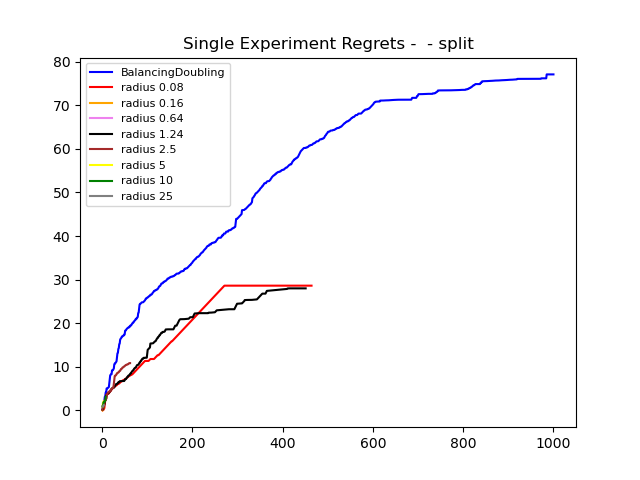 Single Experiment Regrets -  - split
80
70
60
50
40
30
20
10
0
BalancingDoubling
radius 0.08
radius 0.16
radius 0.64
radius 1.24
radius 2.5
radius 5
radius 10
radius 25
0 200 400 600 800 1000